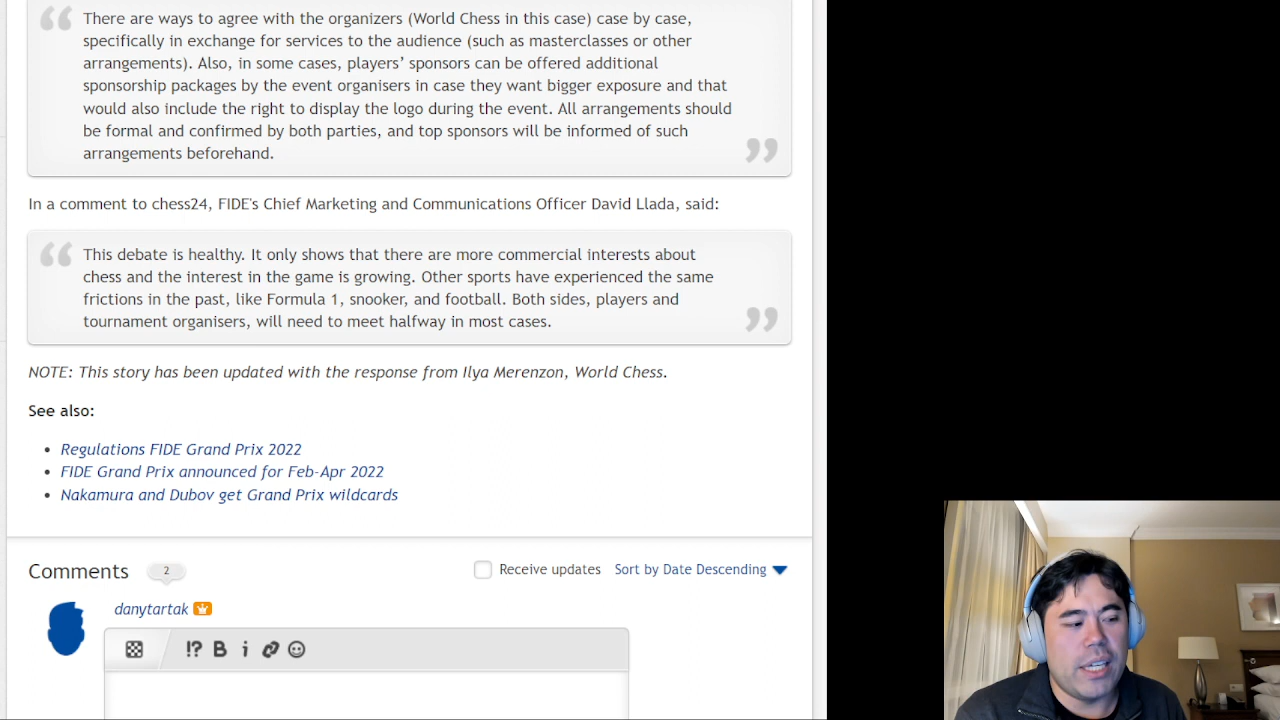 There are ways to agree with the organizers (World Chess in this case) case by case,
specifically in exchange for services to the audience (such as masterclasses or other
arrangements). Also, in some cases, players’ sponsors can be offered additional
sponsorship packages by the event organisers in case they want bigger exposure and that
would also include the right to display the logo during the event. All arrangements should
be formal and confirmed by both parties, and top sponsors will be informed of such
arrangements beforehand.
In a comment to chess24, FIDE's Chief Marketing and Communications Officer David Llada, said:
This debate is healthy. It only shows that there are more commercial interests about
chess and the interest in the game is growing. Other sports have experienced the same
frictions in the past, like Formula 1, snooker, and football. Both sides, players and
tournament organisers, will need to meet halfway in most cases.
NOTE: This story has been updated with the response from Ilya Merenzon, World Chess.
See also:
• Regulations FIDE Grand Prix 2022
• FIDE Grand Prix announced for Feb-Apr 2022
• Nakamura and Dubov get Grand Prix wildcards
Comments 2
Receive updates Sort by Date Descending
danytartak
!? B i